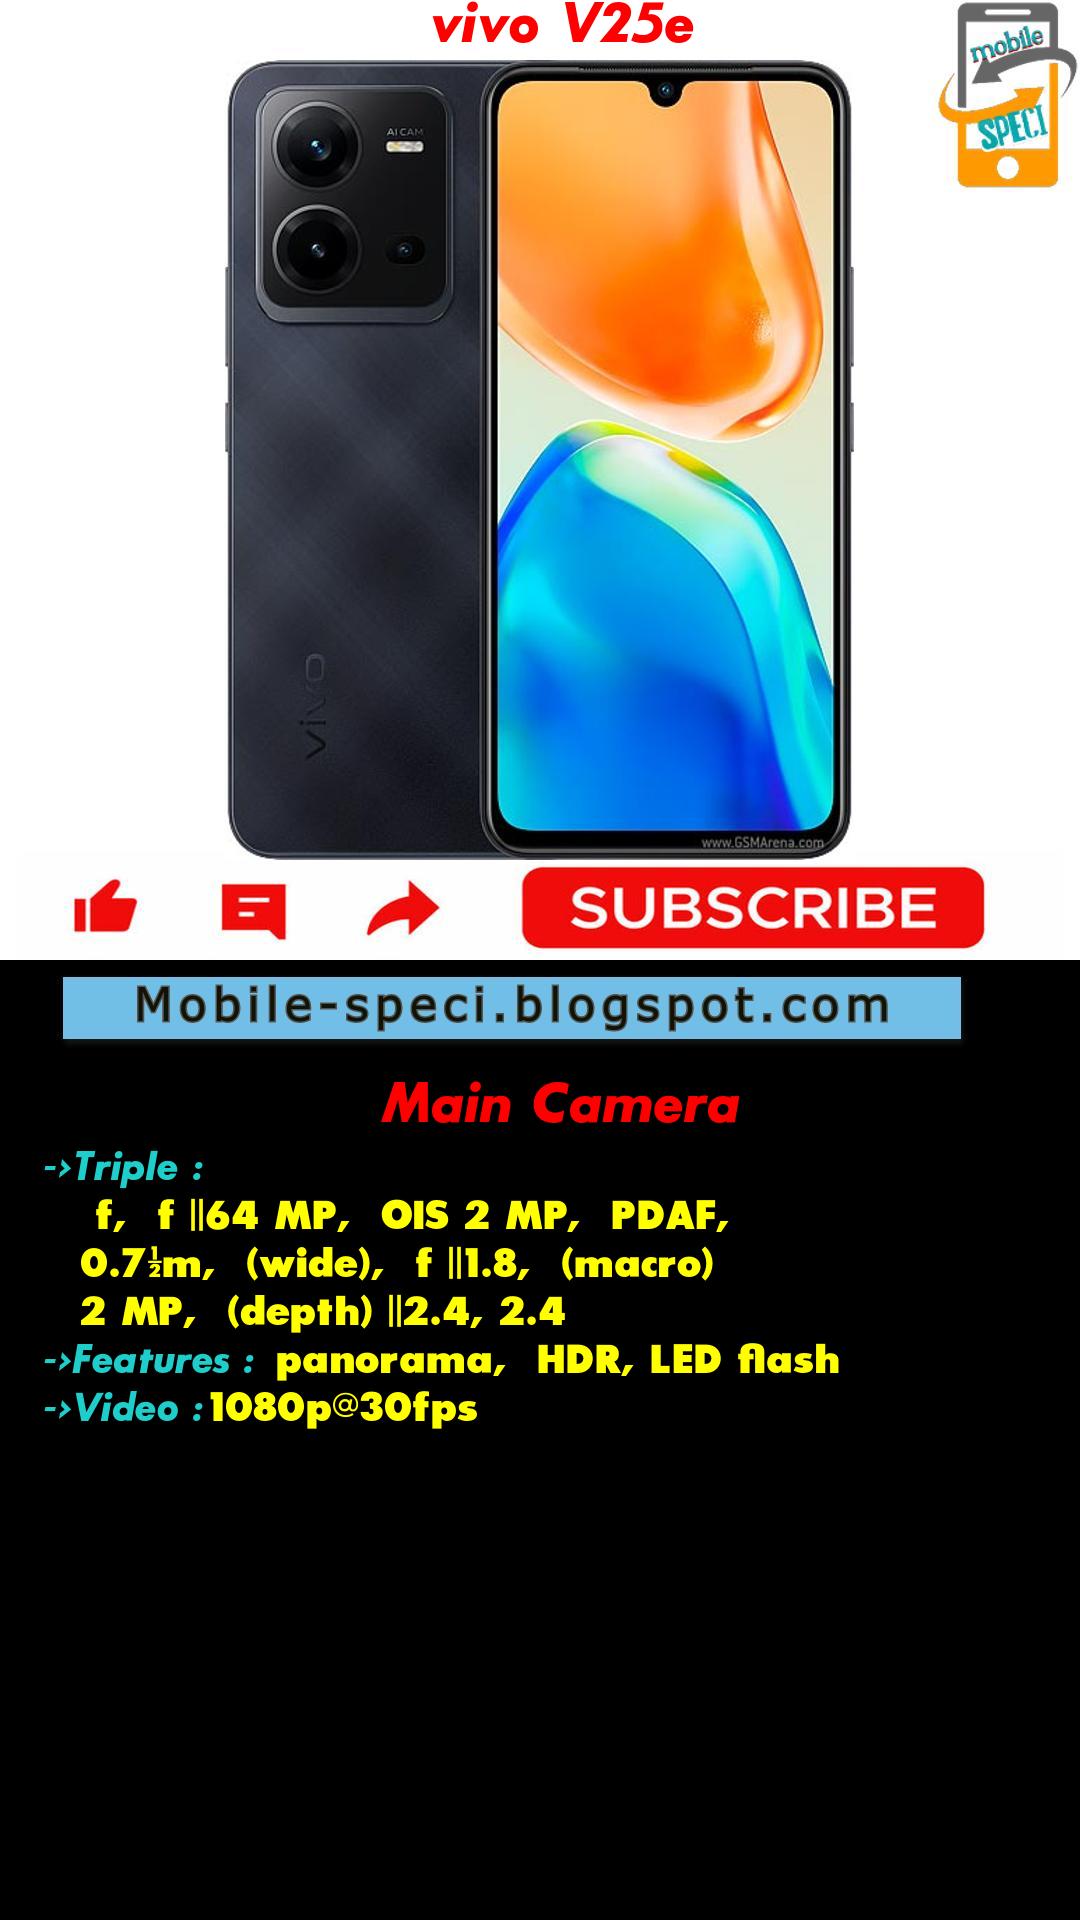 vivo V25e
mobile
SPECI
AI CAM
vivo
www.GSMArena.com
SUBSCRIBE
Mobile-speci.blogspot.com
Main Camera
->Triple :
f, f ||64 MP, OIS 2 MP, PDAF,
0.7½m, (wide), f ||1.8, (macro)
2 MP, (depth) ||2.4, 2.4
->Features : panorama, HDR, LED flash
->Video :1080p@30fps